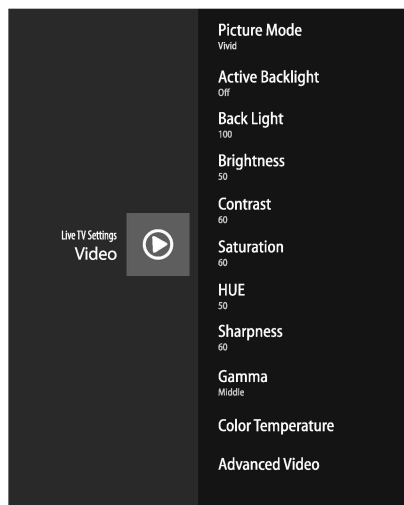 Live TV Settings
Video
Picture Mode
Vivid
Active Backlight
Off
Back Light
100
Brightness
50
Contrast
60
Saturation
60
HUE
50
Sharpness
60
Gamma
Middle
Color Temperature
Advanced Video